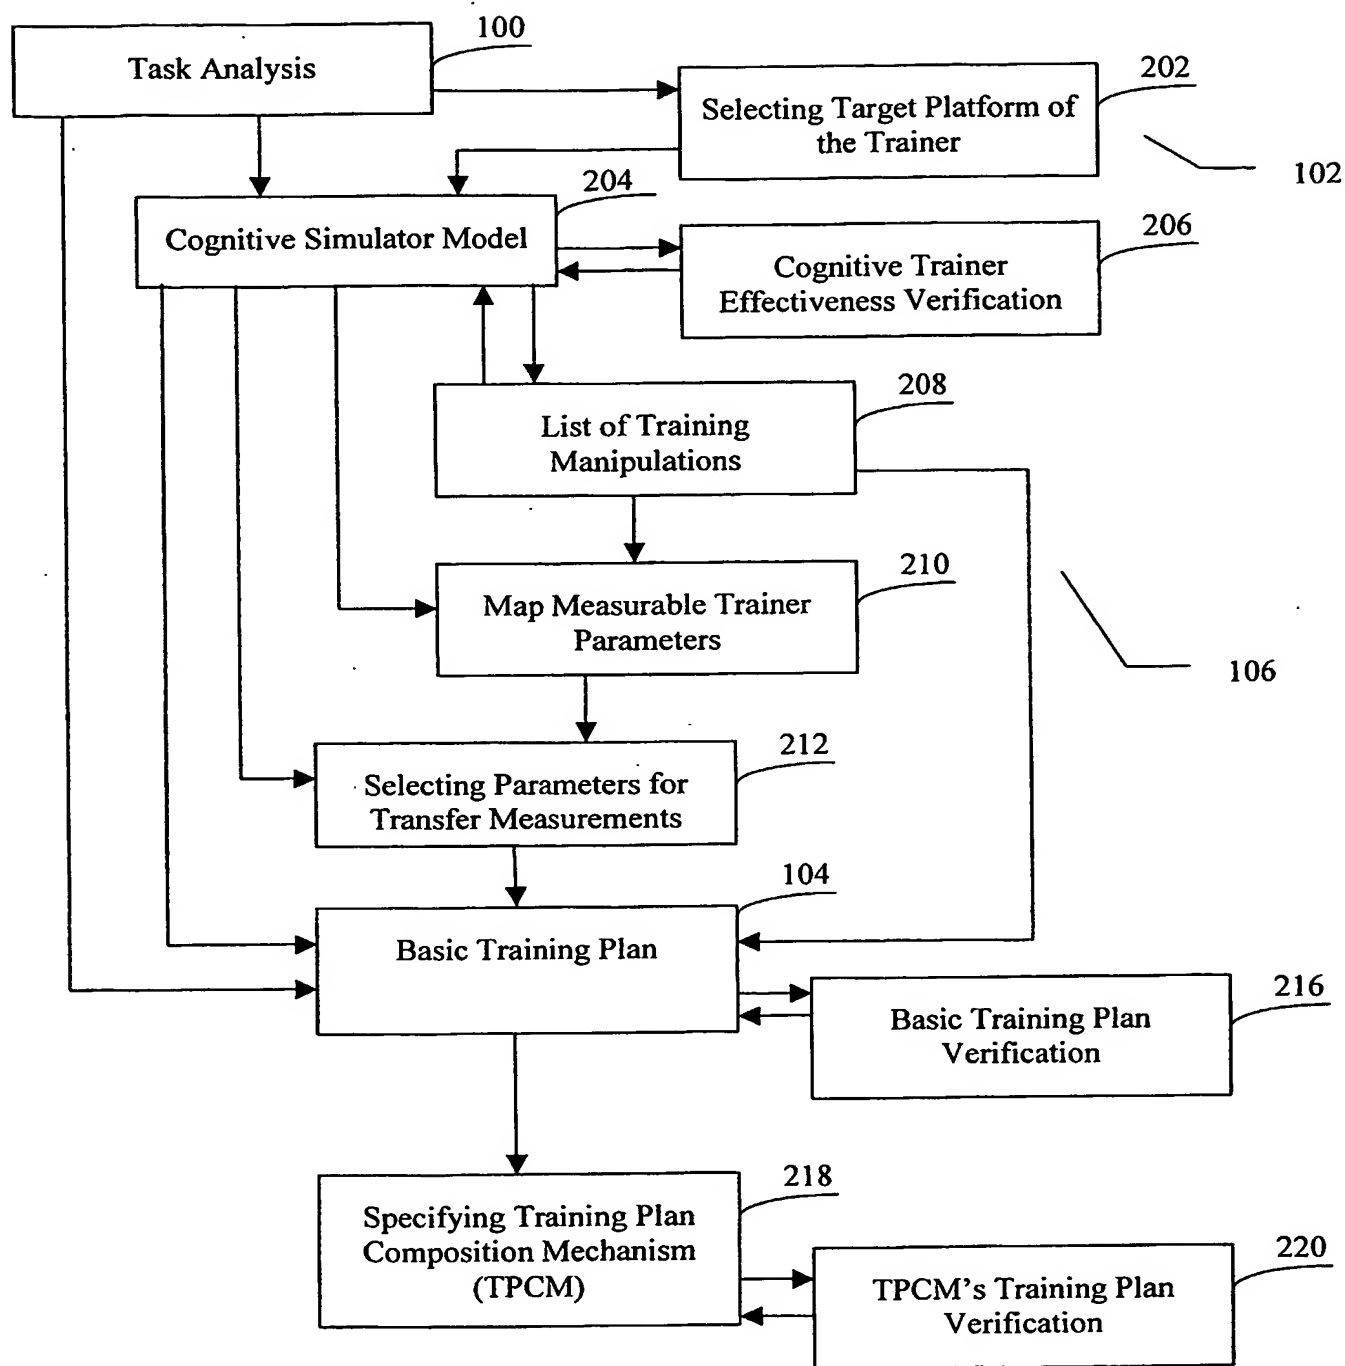 100
Task Analysis
202
Selecting Target Platform of
the Trainer
102
204
Cognitive Simulator Model
206
Cognitive Trainer
Effectiveness Verification
208
List of Training
Manipulations
210
Map Measurable Trainer
Parameters
106
212
Selecting Parameters for
Transfer Measurements
104
Basic Training Plan
216
Basic Training Plan
Verification
218
Specifying Training Plan
Composition Mechanism
(TPCM)
220
TPCM's Training Plan
Verification